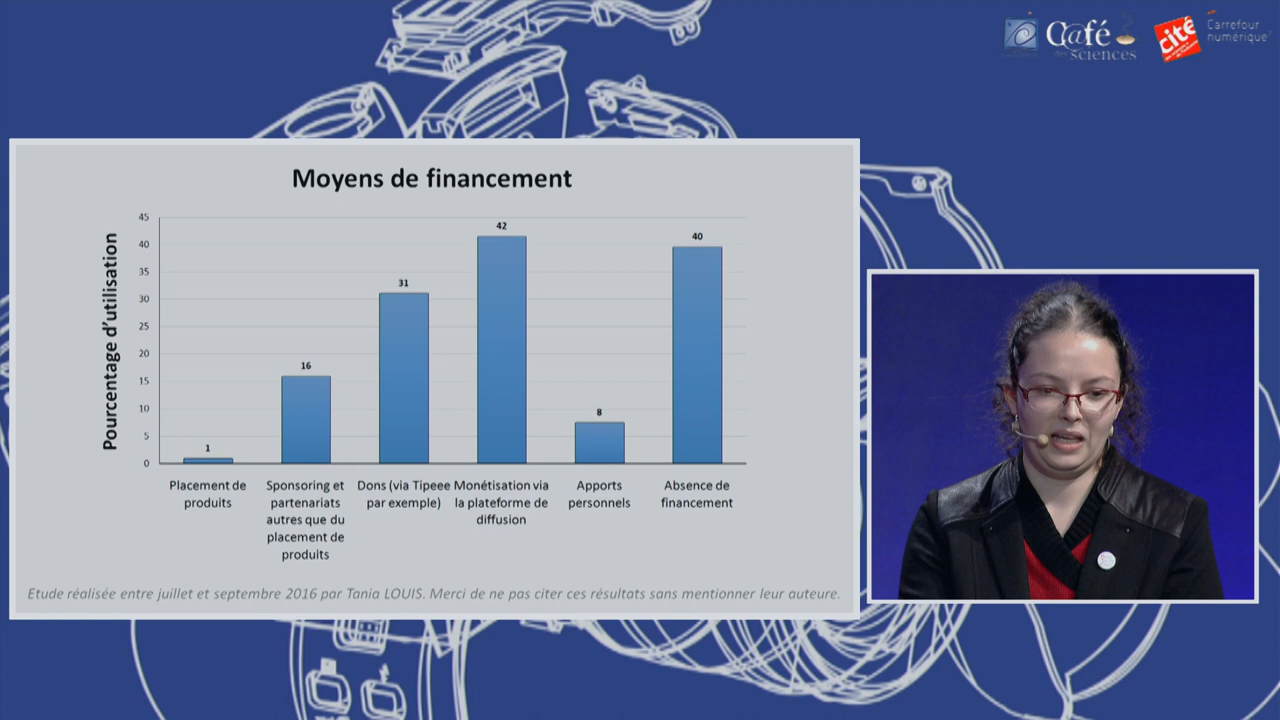 Café
des sciences
cité
Carrefour
numérique²
Moyens de financement
Pourcentage d'utilisation
45
40
35
30
25
20
15
10
5
0
1
16
31
42
8
40
Placement de
produits
Sponsoring et
partenariats
autres que du
placement de
produits
Dons (via Tipeee
par exemple)
Monétisation via
la plateforme de
diffusion
Apports
personnels
Absence de
financement
Etude réalisée entre juillet et septembre 2016 par Tania LOUIS. Merci de ne pas citer ces résultats sans mentionner leur auteure.